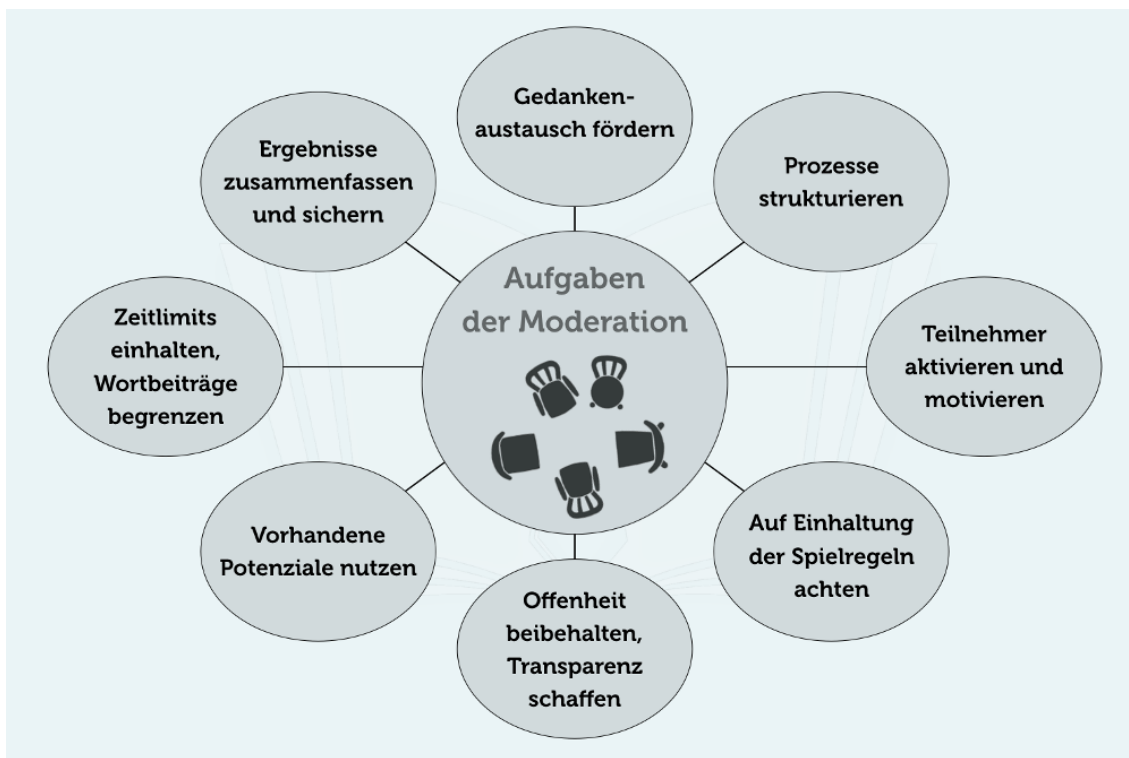 Aufgaben
der Moderation
Gedanken-
austausch fördern
Prozesse
strukturieren
Teilnehmer
aktivieren und
motivieren
Auf Einhaltung
der Spielregeln
achten
Offenheit
beibehalten,
Transparenz
schaffen
Vorhandene
Potenziale nutzen
Zeitlimits
einhalten,
Wortbeiträge
begrenzen
Ergebnisse
zusammenfassen
und sichern